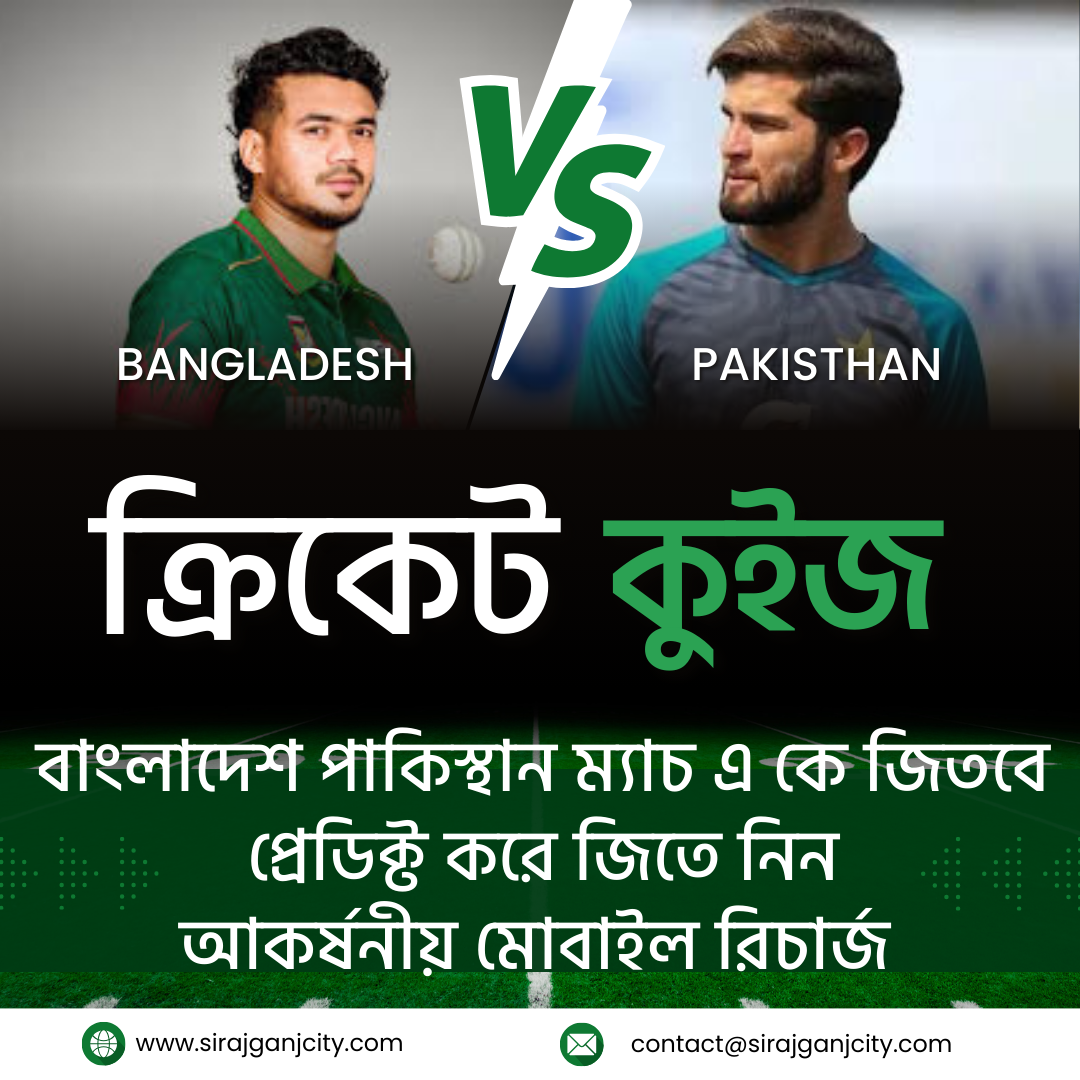 VS
BANGLADESH
PAKISTHAN
ক্রিকেট কুইজ
বাংলাদেশ পাকিস্থান ম্যাচ এ কে জিতবে
প্রেডিক্ট করে জিতে নিন
আকর্ষনীয় মোবাইল রিচার্জ
www.sirajganjcity.com
contact@sirajganjcity.com